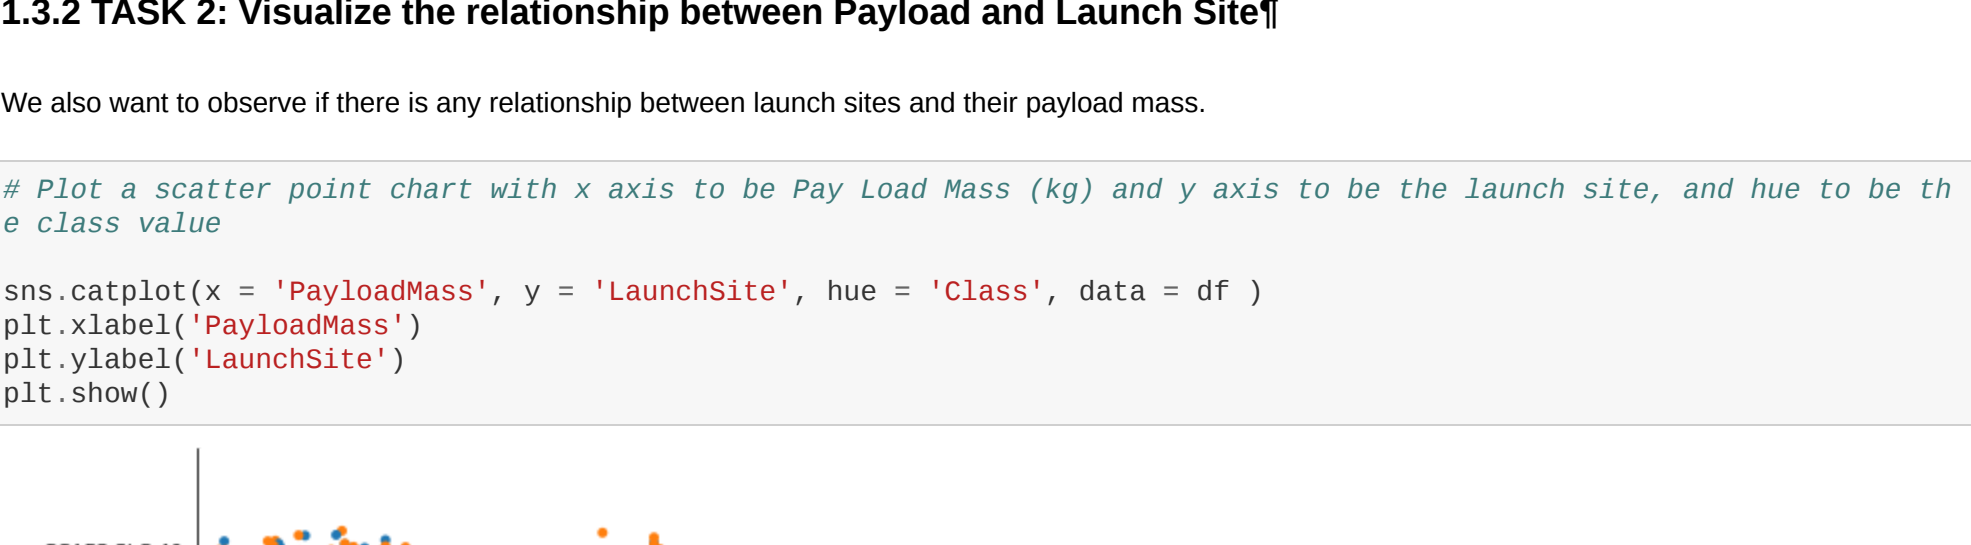 1.3.2 TASK 2: Visualize the relationship between Payload and Launch Site¶
We also want to observe if there is any relationship between launch sites and their payload mass.
# Plot a scatter point chart with x axis to be Pay Load Mass (kg) and y axis to be the launch site, and hue to be th
e class value
sns.catplot(x = 'PayloadMass', y = 'LaunchSite', hue = 'Class', data = df )
plt.xlabel('PayloadMass')
plt.ylabel('LaunchSite')
plt.show()